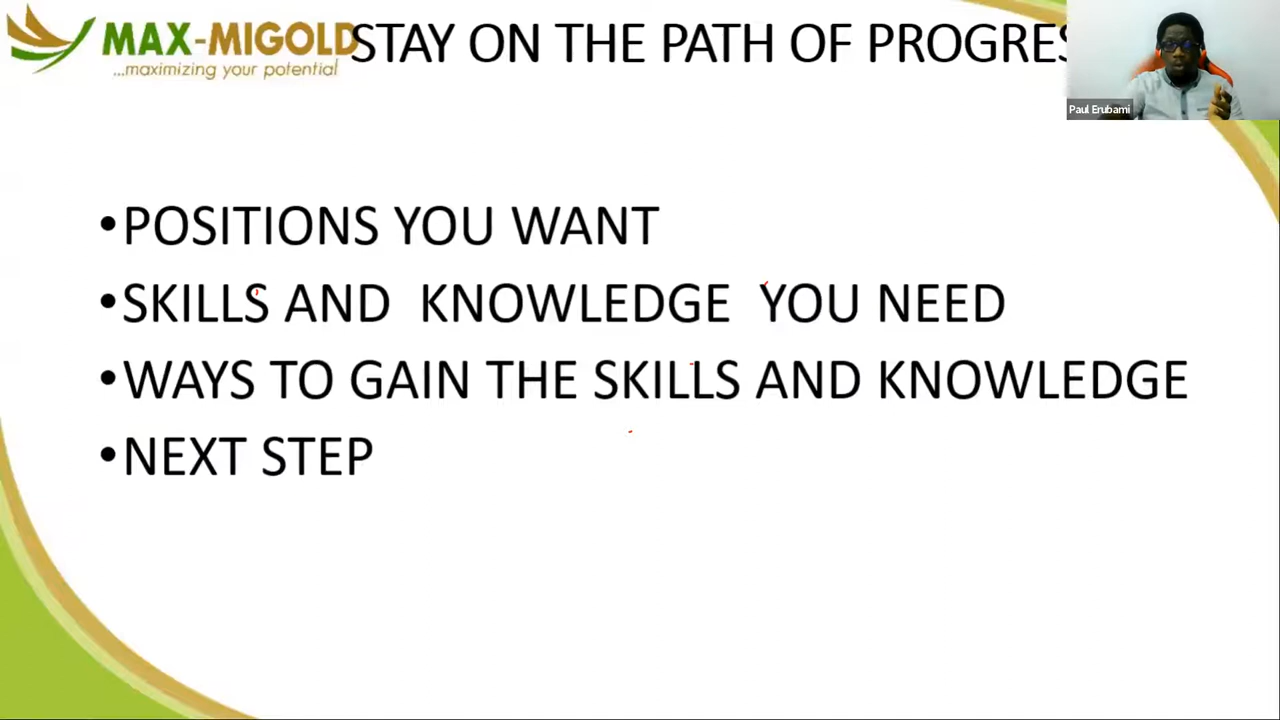 MAX-MIGOLD
...maximizing your potential
STAY ON THE PATH OF PROGRES
Paul Erubami
•POSITIONS YOU WANT
•SKILLS AND KNOWLEDGE YOU NEED
•WAYS TO GAIN THE SKILLS AND KNOWLEDGE
•NEXT STEP